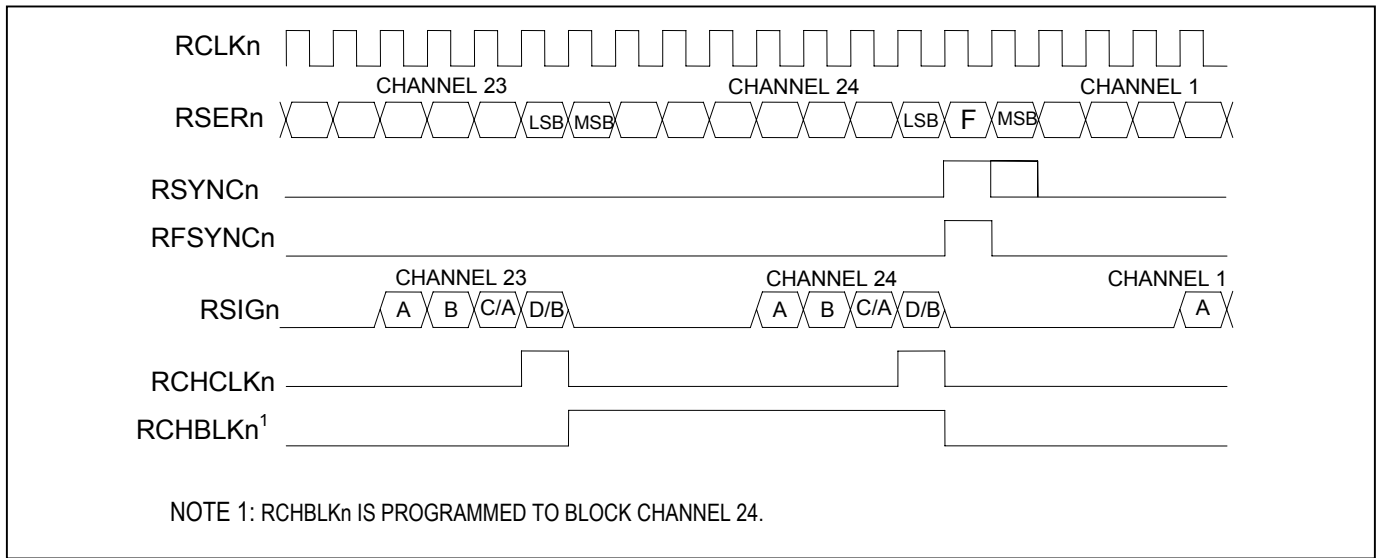 RCLKn
CHANNEL 23 CHANNEL 24 CHANNEL 1
RSERn LSB MSB LSB F MSB
RSYNCn
RFSYNCn
CHANNEL 23 CHANNEL 24 CHANNEL 1
RSIGn A B C/A D/B A B C/A D/B A
RCHCLKn
RCHBLKn1
NOTE 1: RCHBLKn IS PROGRAMMED TO BLOCK CHANNEL 24.